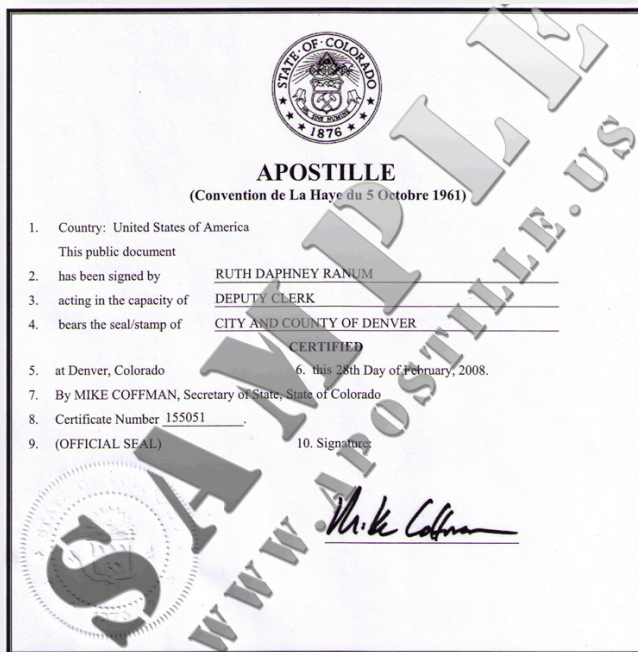 STATE·OF·COLORADO
1876
APOSTILLE
(Convention de La Haye du 5 Octobre 1961)
1. Country: United States of America
This public document
2. has been signed by RUTH DAPHNEY RANUM
3. acting in the capacity of DEPUTY CLERK
4. bears the seal/stamp of CITY AND COUNTY OF DENVER
CERTIFIED
5. at Denver, Colorado 6. this 28th Day of February, 2008.
7. By MIKE COFFMAN, Secretary of State, State of Colorado
8. Certificate Number 155051.
9. (OFFICIAL SEAL) 10. Signature:
Mike Coffman
SAMPLE
WWW.APOSTILLE.US